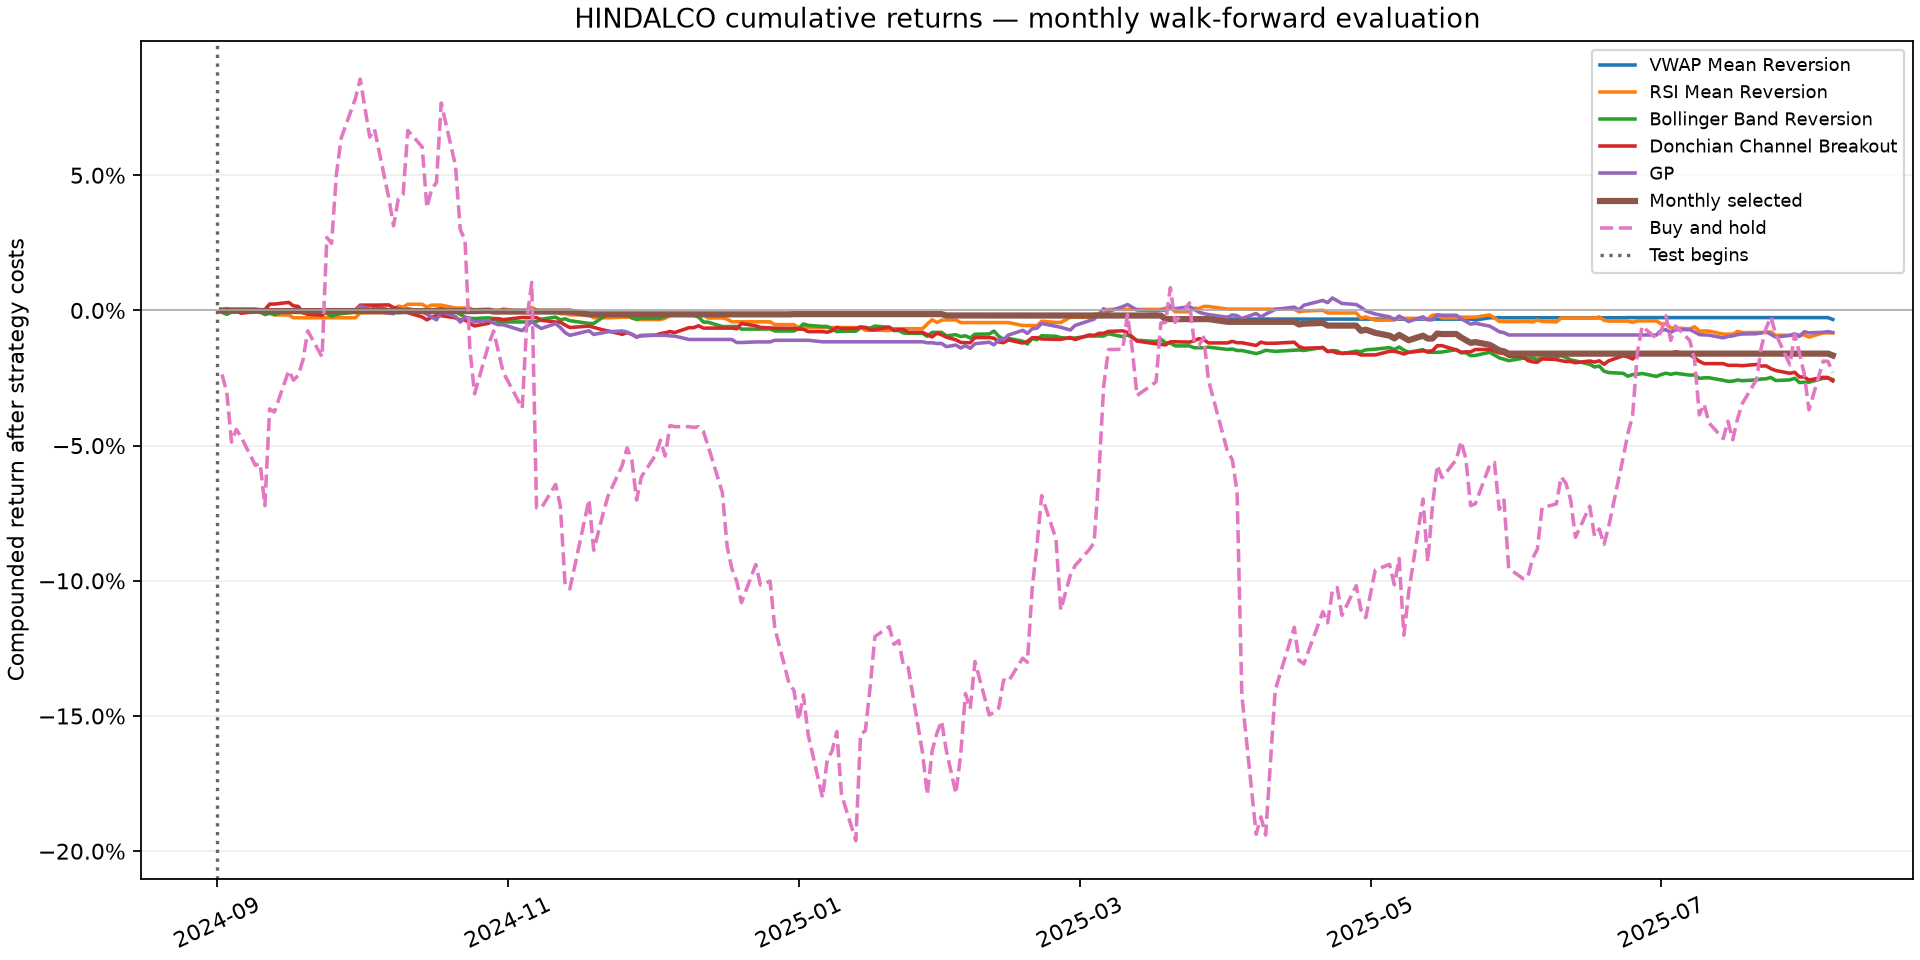 HINDALCO cumulative returns — monthly walk-forward evaluation
Compounded return after strategy costs
5.0%
0.0%
−5.0%
−10.0%
−15.0%
−20.0%
VWAP Mean Reversion
RSI Mean Reversion
Bollinger Band Reversion
Donchian Channel Breakout
GP
Monthly selected
Buy and hold
Test begins
2024-09
2024-11
2025-01
2025-03
2025-05
2025-07